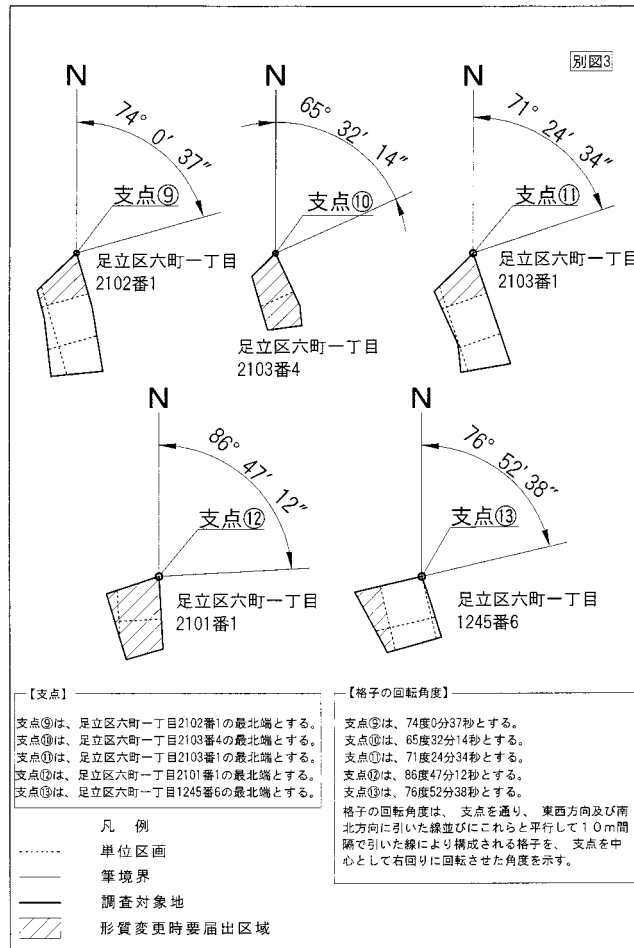 別図3
N
74° 0′ 37″
支点⑨
足立区六町一丁目
2102番1
N
65° 32′ 14″
支点⑩
足立区六町一丁目
2103番4
N
71° 24′ 34″
支点⑪
足立区六町一丁目
2103番1
N
86° 47′ 12″
支点⑫
足立区六町一丁目
2101番1
N
76° 52′ 38″
支点⑬
足立区六町一丁目
1245番6
【支点】
支点⑨は、足立区六町一丁目2102番1の最北端とする。
支点⑩は、足立区六町一丁目2103番4の最北端とする。
支点⑪は、足立区六町一丁目2103番1の最北端とする。
支点⑫は、足立区六町一丁目2101番1の最北端とする。
支点⑬は、足立区六町一丁目1245番6の最北端とする。
【格子の回転角度】
支点⑨は、74度0分37秒とする。
支点⑩は、65度32分14秒とする。
支点⑪は、71度24分34秒とする。
支点⑫は、86度47分12秒とする。
支点⑬は、76度52分38秒とする。
格子の回転角度は、支点を通り、東西方向及び南
北方向に引いた線並びにこれらと平行して10m間
隔で引いた線により構成される格子を、支点を中
心として右回りに回転させた角度を示す。
凡 例
単位区画
筆境界
調査対象地
形質変更時要届出区域